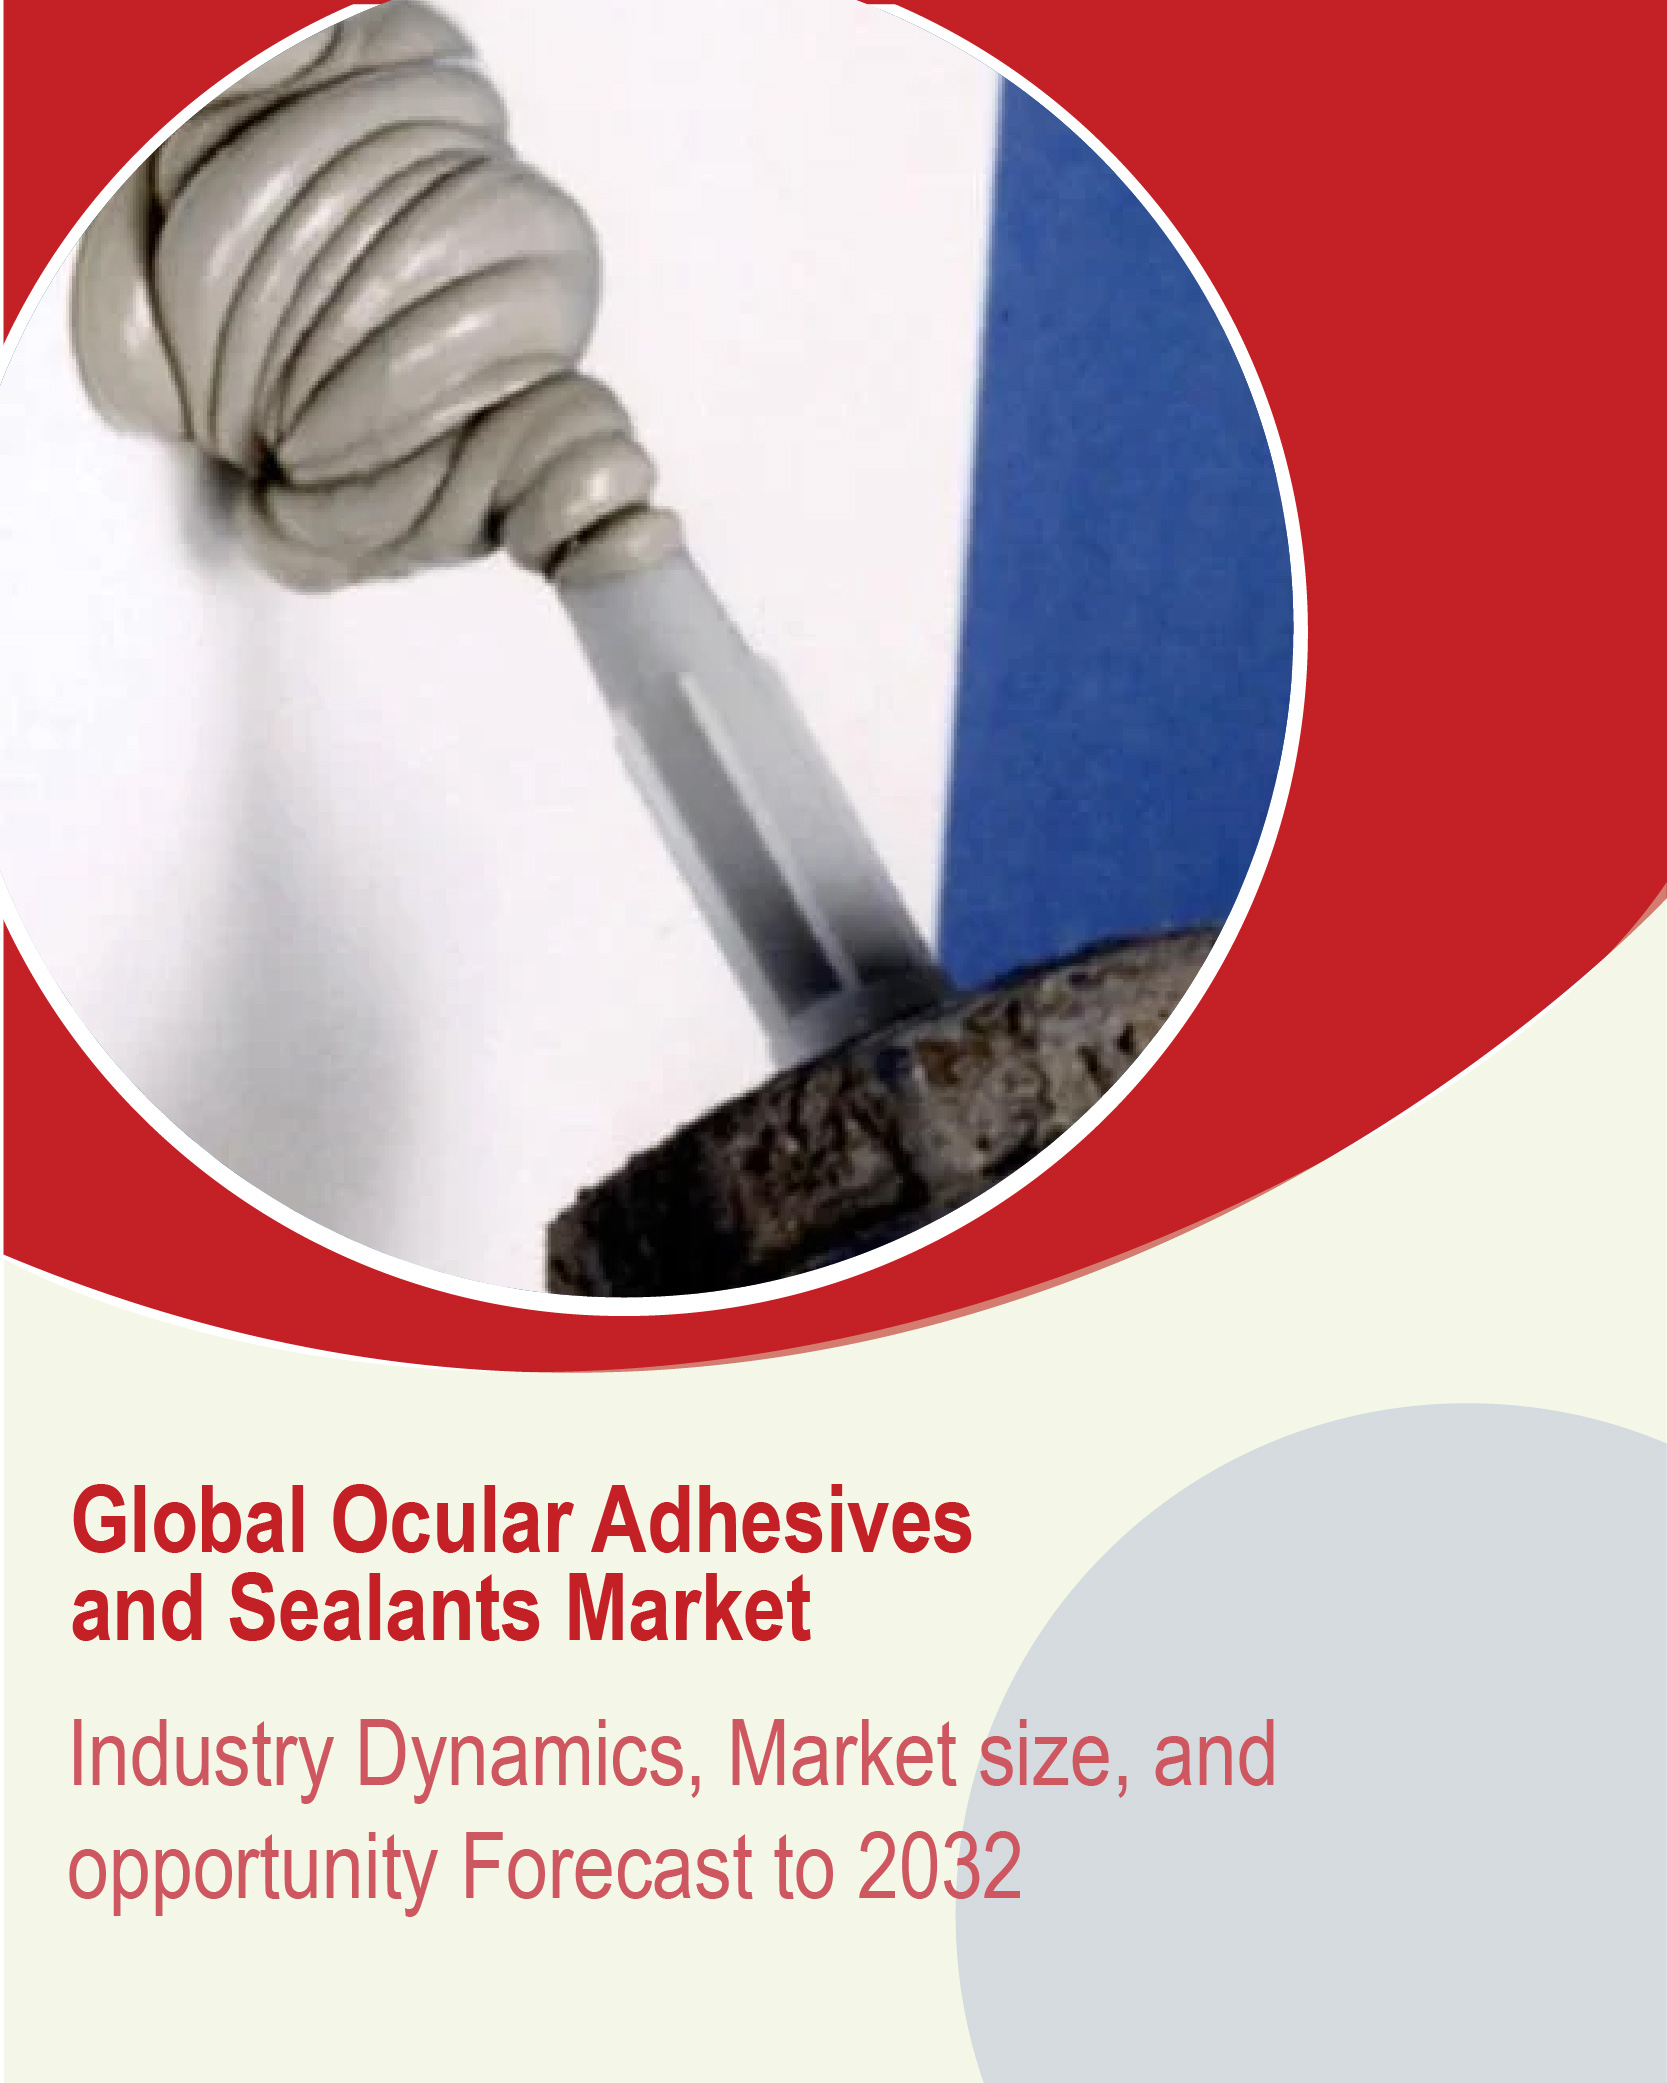 Global Ocular Adhesives
and Sealants Market
Industry Dynamics, Market size, and
opportunity Forecast to 2032